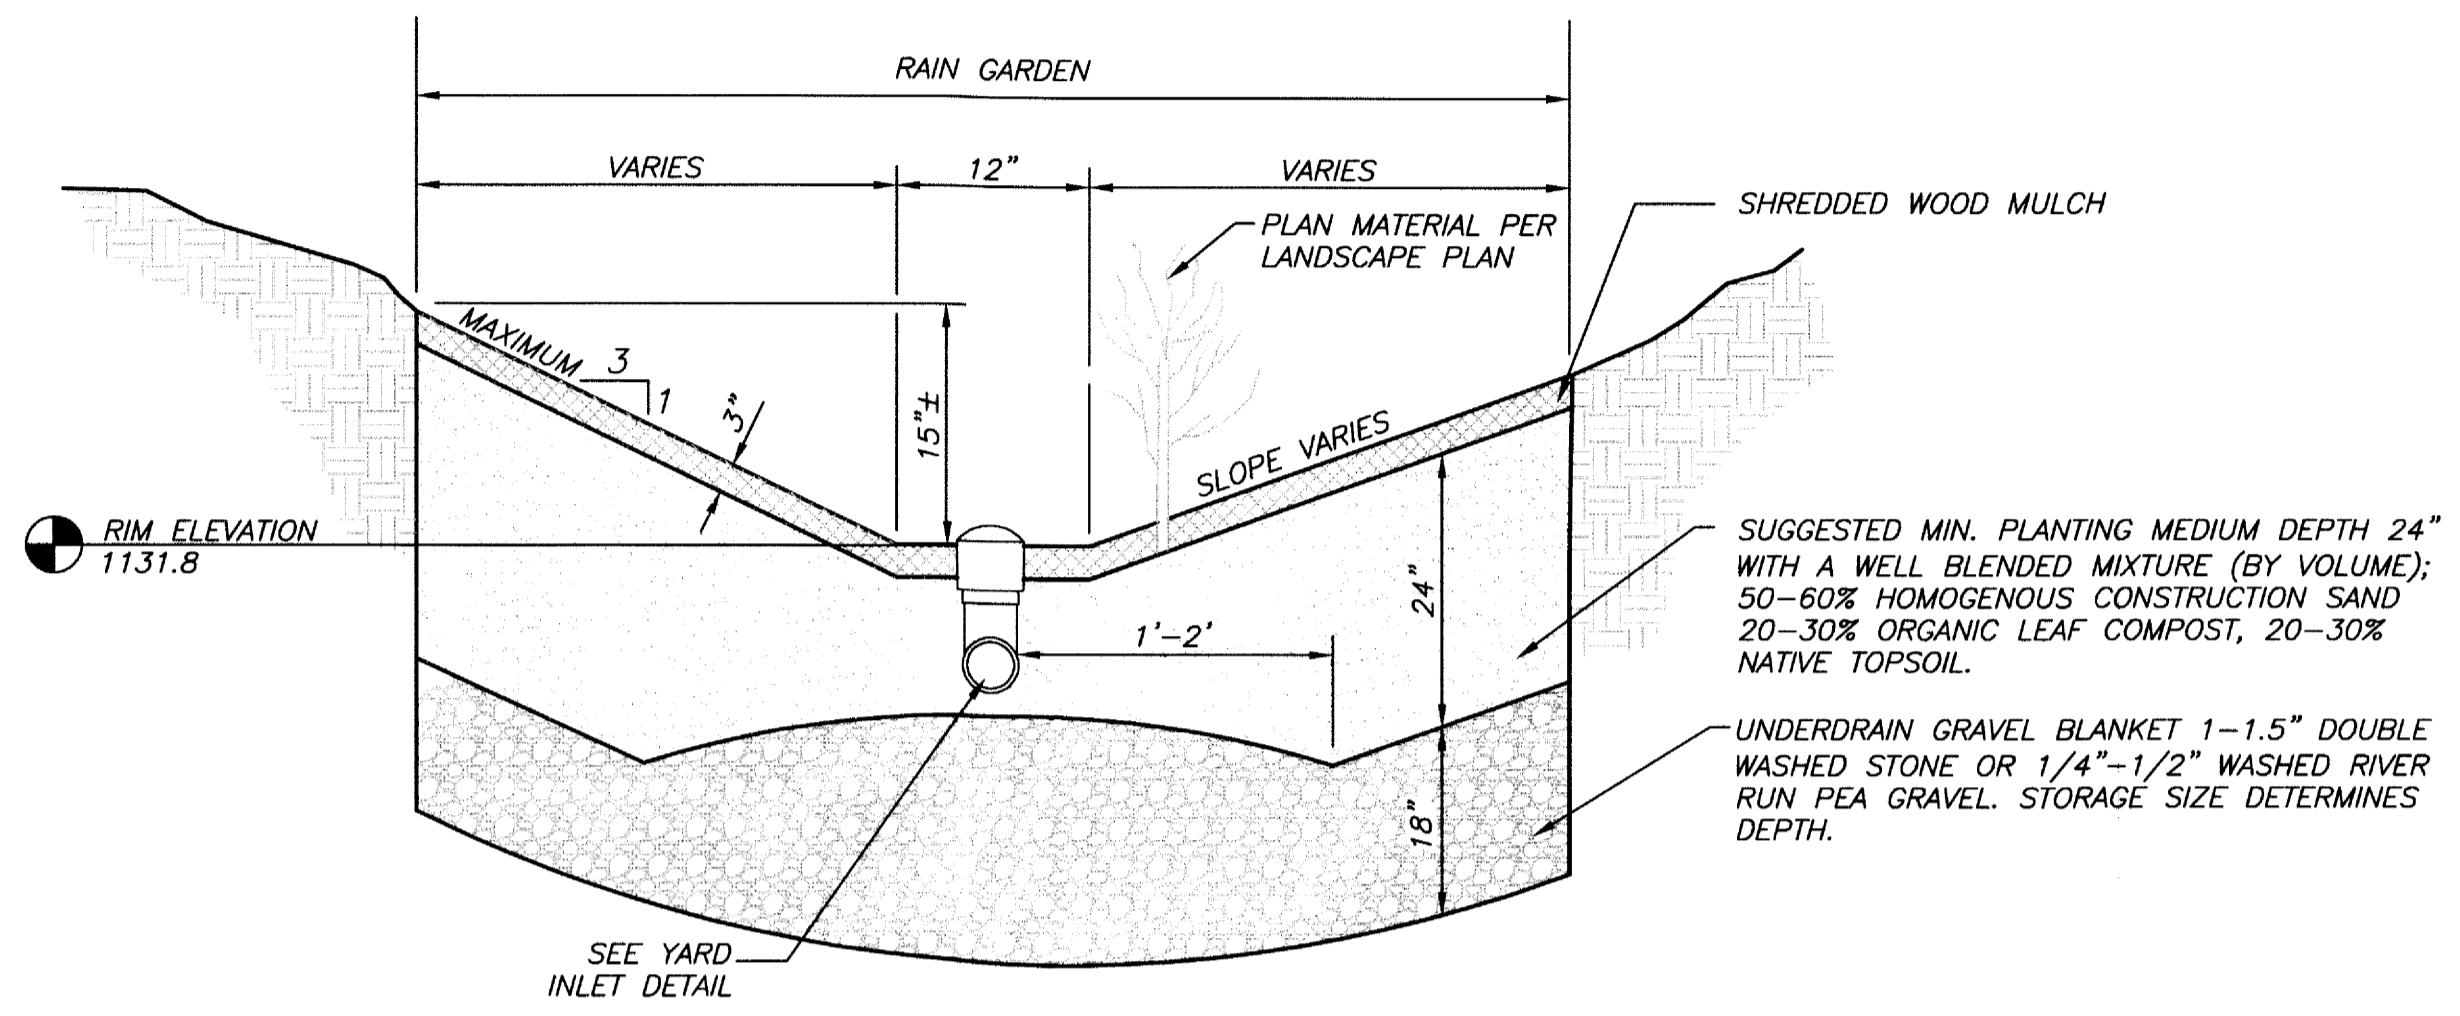 RAIN GARDEN
VARIES
12"
VARIES
PLAN MATERIAL PER
LANDSCAPE PLAN
SHREDDED WOOD MULCH
MAXIMUM
3
1
3"
15"±
SLOPE VARIES
RIM ELEVATION
1131.8
24"
1'-2'
18"
SUGGESTED MIN. PLANTING MEDIUM DEPTH 24"
WITH A WELL BLENDED MIXTURE (BY VOLUME);
50-60% HOMOGENOUS CONSTRUCTION SAND
20-30% ORGANIC LEAF COMPOST, 20-30%
NATIVE TOPSOIL.
UNDERDRAIN GRAVEL BLANKET 1-1.5" DOUBLE
WASHED STONE OR 1/4"-1/2" WASHED RIVER
RUN PEA GRAVEL. STORAGE SIZE DETERMINES
DEPTH.
SEE YARD
INLET DETAIL